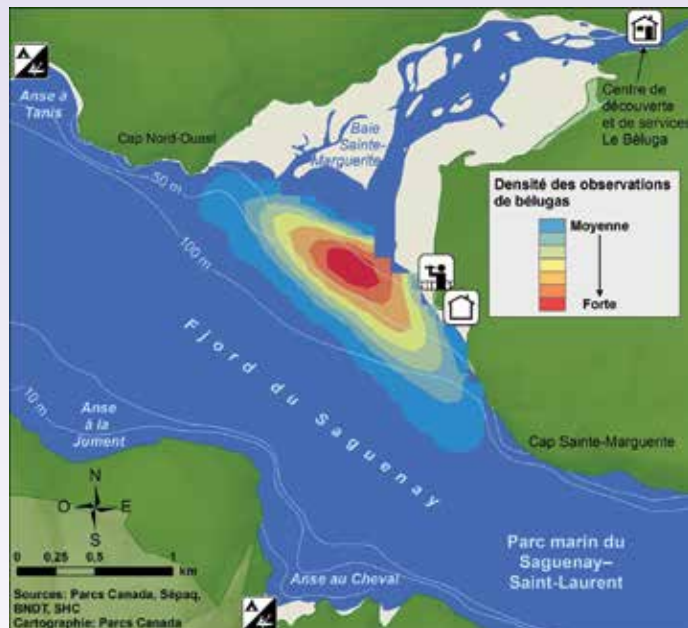 Anse à
Tanis
Cap Nord-Ouest
Baie
Sainte-
Marguerite
Centre de
découverte
et de services
Le Béluga
Densité des observations
de bélugas
Moyenne
Forte
50 m
100 m
Fjord du Saguenay
10 m
Anse
à la
Jument
Cap Sainte-Marguerite
N
O E
S
0 0,25 0,5 1
km
Anse au Cheval
Parc marin du
Saguenay–
Saint-Laurent
Sources: Parcs Canada, Sépaq,
BNDT, SHC
Cartographie: Parcs Canada